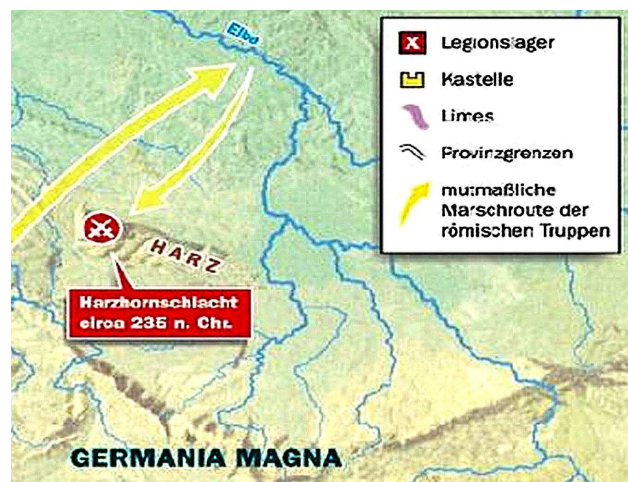 Elbe
Legionslager
Kastelle
Limes
Provinzgrenzen
mutmaßliche
Marschroute der
römischen Truppen
HARZ
Harzhornschlacht
circa 235 n. Chr.
GERMANIA MAGNA